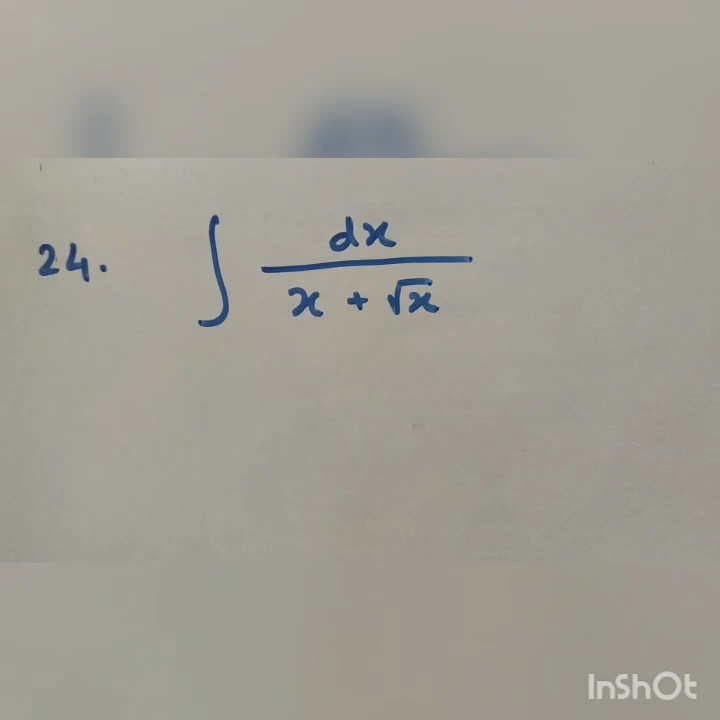 24. ∫ dx / (x + √x)
InShOt